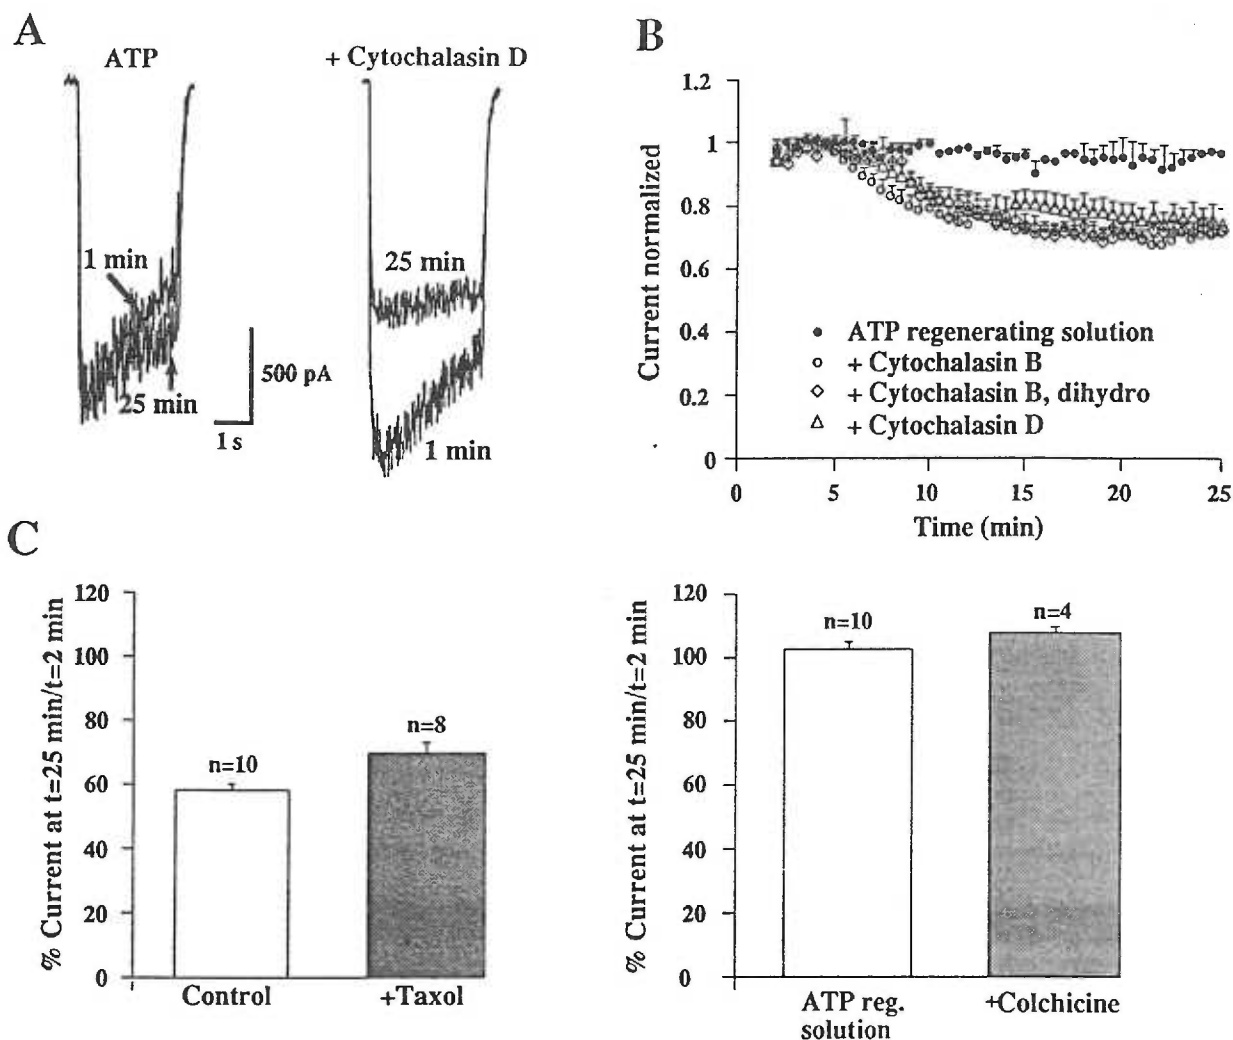 A
ATP
+ Cytochalasin D
1 min
25 min
500 pA
1 s
25 min
1 min
B
Current normalized
1.2
1
0.8
0.6
0.4
0.2
0
ATP regenerating solution
+ Cytochalasin B
+ Cytochalasin B, dihydro
+ Cytochalasin D
0
5
10
15
20
25
Time (min)
C
% Current at t=25 min/t=2 min
120
100
80
60
40
20
0
n=10
n=8
Control
+Taxol
% Current at t=25 min/t=2 min
120
100
80
60
40
20
0
n=10
n=4
ATP reg.
solution
+Colchicine